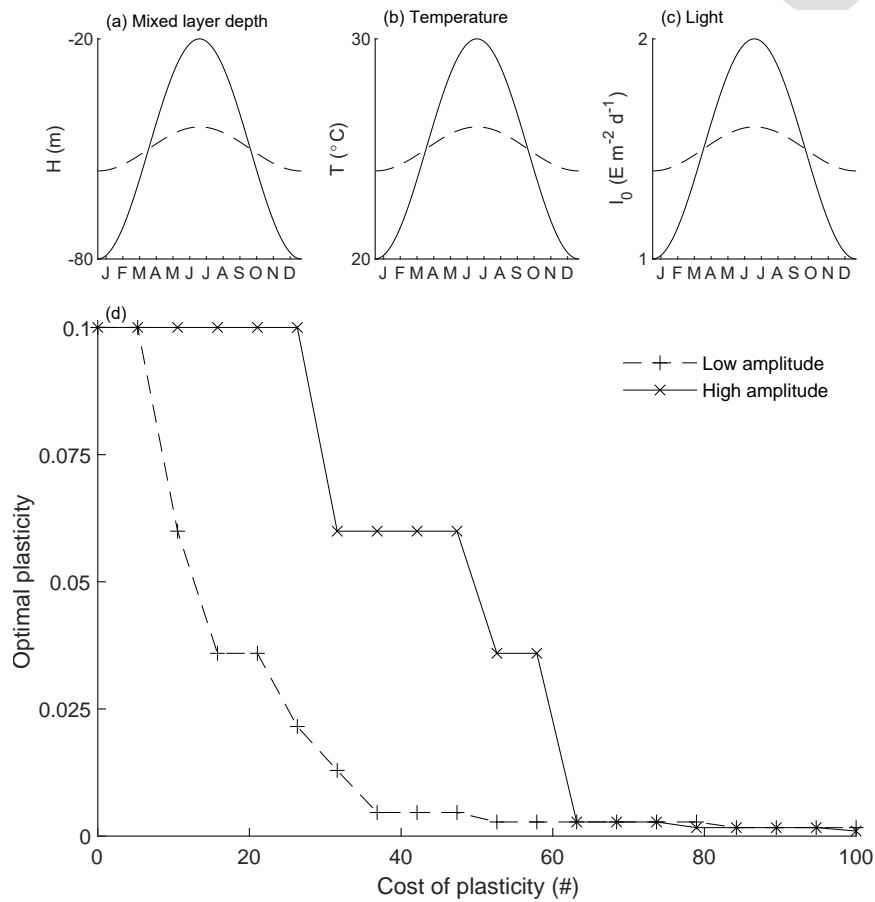 (a) Mixed layer depth
(b) Temperature
(c) Light
-20
H (m)
-80
J F M A M J J A S O N D
30
T (°C)
20
J F M A M J J A S O N D
2
I0 (E m-2 d-1)
1
J F M A M J J A S O N D
(d)
0.1
0.075
0.05
0.025
0
Optimal plasticity
Low amplitude
High amplitude
0 20 40 60 80 100
Cost of plasticity (#)